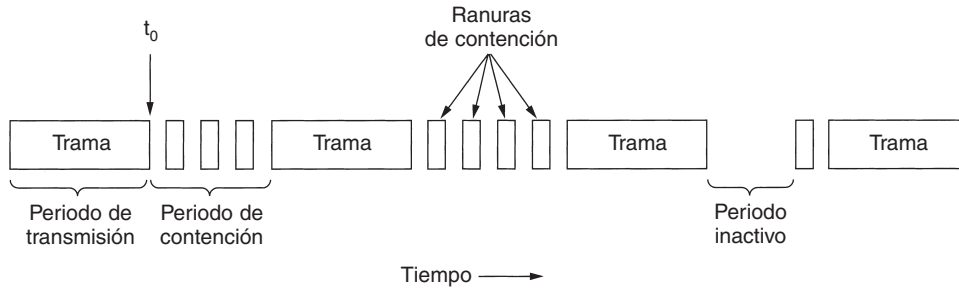 Ranuras
de contención
t0
Trama
Trama
Trama
Trama
Periodo de
transmisión
Periodo de
contención
Periodo
inactivo
Tiempo